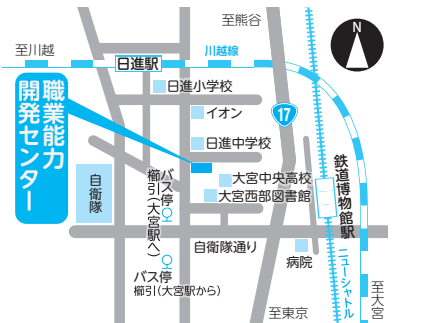 至熊谷
N
至川越
日進駅
川越線
日進小学校
職業能力
開発センター
イオン
17
日進中学校
大宮中央高校
大宮西部図書館
自衛隊
バス停
櫛引(大宮駅へ)
鉄道博物館駅
自衛隊通り
ニューシャトル
病院
バス停
櫛引(大宮駅から)
至東京
至大宮